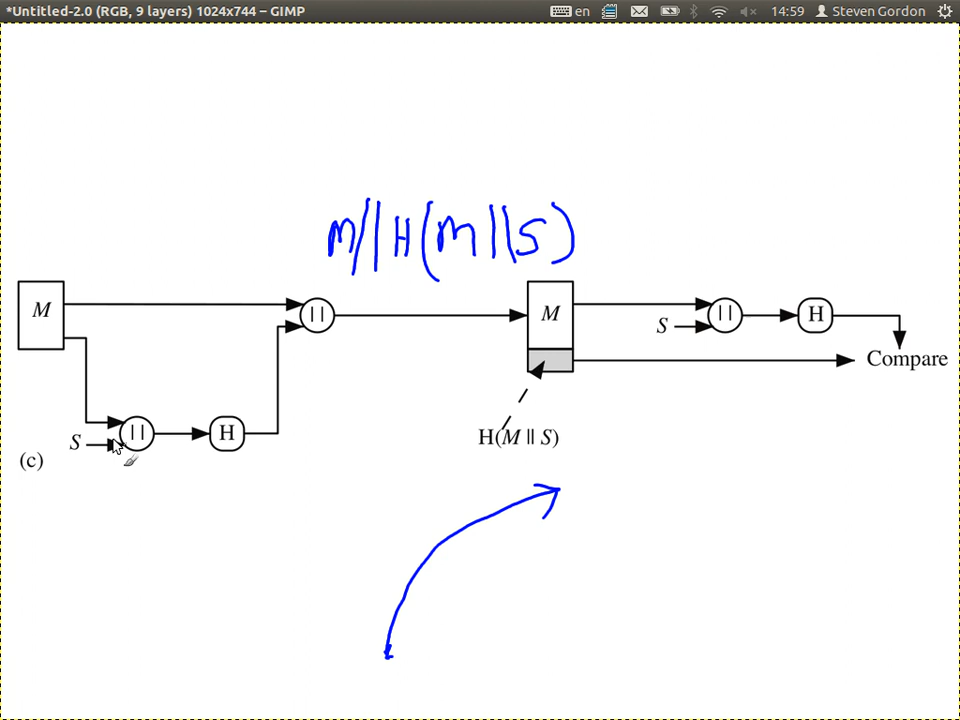 *Untitled-2.0 (RGB, 9 layers) 1024x744 – GIMP en 14:59 Steven Gordon
M||H(M||S)
M || M || H
S
Compare
S || H
H(M || S)
(c)